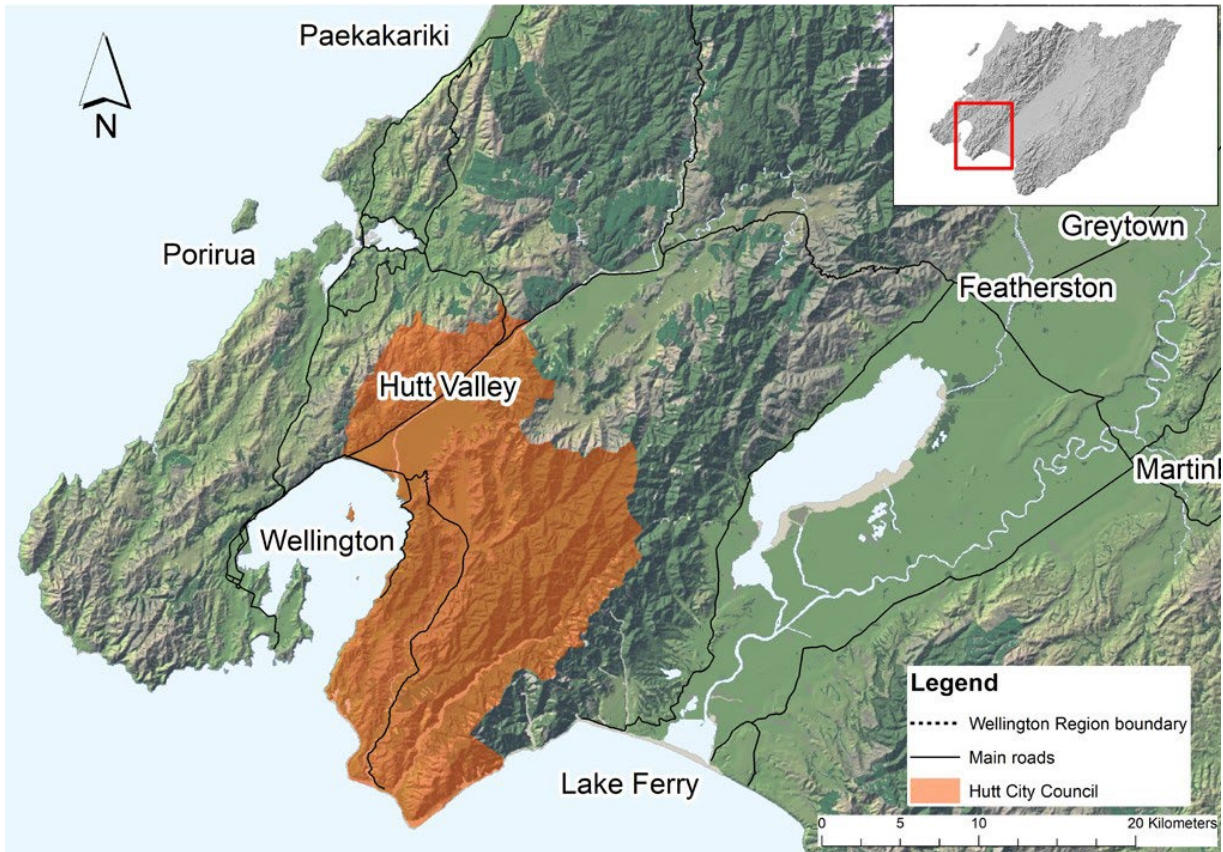 Paekakariki
N
Greytown
Porirua
Featherston
Hutt Valley
Martinb
Wellington
Legend
Wellington Region boundary
Main roads
Lake Ferry
Hutt City Council
0 5 10 20 Kilometers